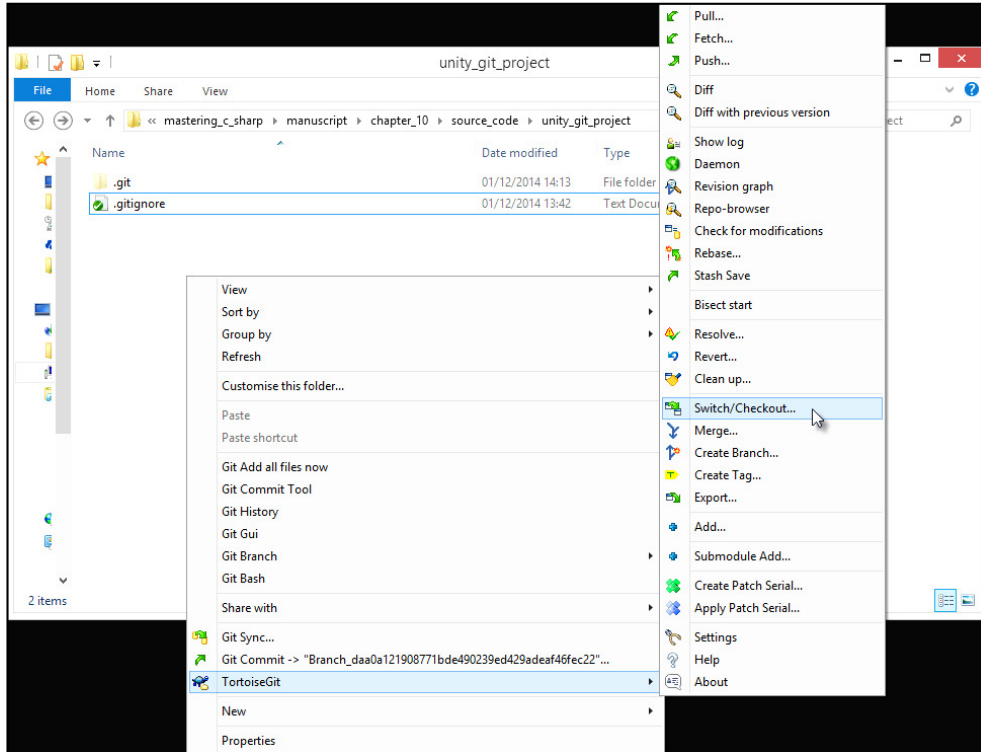 unity_git_project
File Home Share View
« mastering_c_sharp manuscript chapter_10 source_code unity_git_project
ect
Name Date modified Type
.git 01/12/2014 14:13 File folder
.gitignore 01/12/2014 13:42 Text Docu
2 items
View
Sort by
Group by
Refresh
Customise this folder...
Paste
Paste shortcut
Git Add all files now
Git Commit Tool
Git History
Git Gui
Git Branch
Git Bash
Share with
Git Sync...
Git Commit -> "Branch_daa0a121908771bde490239ed429adeaf46fec22"...
TortoiseGit
New
Properties
Pull...
Fetch...
Push...
Diff
Diff with previous version
Show log
Daemon
Revision graph
Repo-browser
Check for modifications
Rebase...
Stash Save
Bisect start
Resolve...
Revert...
Clean up...
Switch/Checkout...
Merge...
Create Branch...
Create Tag...
Export...
Add...
Submodule Add...
Create Patch Serial...
Apply Patch Serial...
Settings
Help
About